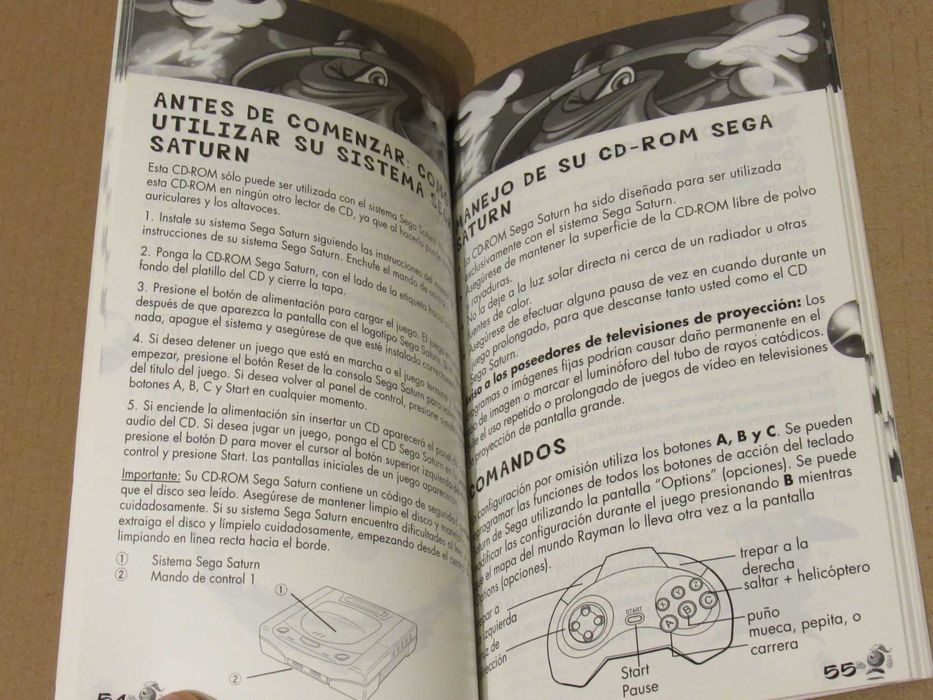 ANTES DE COMENZAR: COM
UTILIZAR SU SISTEMA SEGA
SATURN
Esta CD-ROM sólo puede ser utilizada con el sistema Sega Saturn.
esta CD-ROM en ningún otro lector de CD, ya que al hacerlo puede
auriculares y los altavoces.
1. Instale su sistema Sega Saturn siguiendo las instrucciones del
instrucciones de su sistema Sega Saturn. Enchufe el mando de control
2. Ponga la CD-ROM Sega Saturn, con el lado de la etiqueta hacia
fondo del platillo del CD y cierre la tapa.
3. Presione el botón de alimentación para cargar el juego. El juego
después de que aparezca la pantalla con el logotipo Sega Saturn.
nada, apague el sistema y asegúrese de que esté instalado
4. Si desea detener un juego que está en marcha o el juego termina
empezar, presione el botón Reset de la consola Sega Saturn para
del título del juego. Si desea volver al panel de control, presione
botones A, B, C y Start en cualquier momento.
5. Si enciende la alimentación sin insertar un CD aparecerá el panel
audio del CD. Si desea jugar un juego, ponga el CD Sega Saturn en
presione el botón D para mover el cursor al botón superior izquierdo
control y presione Start. Las pantallas iniciales de un juego
Importante: Su CD-ROM Sega Saturn contiene un código de seguridad
que el disco sea leído. Asegúrese de mantener limpio el disco y
cuidadosamente. Si su sistema Sega Saturn encuentra dificultades al leer
extraiga el disco y límpielo cuidadosamente, empezando desde el centro
limpiando en línea recta hacia el borde.
① Sistema Sega Saturn
② Mando de control 1
①
②
54
MANEJO DE SU CD-ROM SEGA
SATURN
CD-ROM Sega Saturn ha sido diseñada para ser utilizada
exclusivamente con el sistema Sega Saturn.
Asegúrese de mantener la superficie de la CD-ROM libre de polvo
rayaduras.
No la deje a la luz solar directa ni cerca de un radiador u otras
fuentes de calor.
Asegúrese de efectuar alguna pausa de vez en cuando durante un
juego prolongado, para que descanse tanto usted como el CD
Sega Saturn.
Aviso a los poseedores de televisiones de proyección: Los
programas o imágenes fijas podrían causar daño permanente en el
de imagen o marcar el luminóforo del tubo de rayos catódicos.
el uso repetido o prolongado de juegos de vídeo en televisiones
proyección de pantalla grande.
COMANDOS
configuración por omisión utiliza los botones A, B y C. Se pueden
programar las funciones de todos los botones de acción del teclado
Saturn de Sega utilizando la pantalla “Options” (opciones). Se puede
modificar las configuración durante el juego presionando B mientras
que el mapa del mundo Rayman lo lleva otra vez a la pantalla
Options (opciones).
trepar a la
derecha
saltar + helicóptero
puño
mueca, pepita, o
carrera
a
izquierda
de
START
X Y Z
A B C
Start
Pause
55